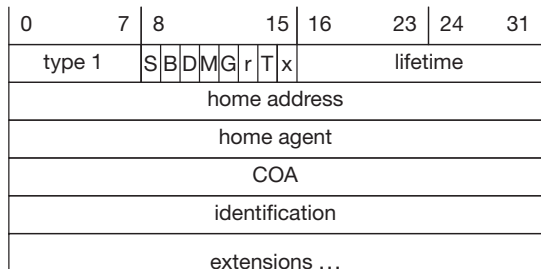 0 7 8 15 16 23 24 31
type 1 S B D M G r T x lifetime
home address
home agent
COA
identification
extensions …